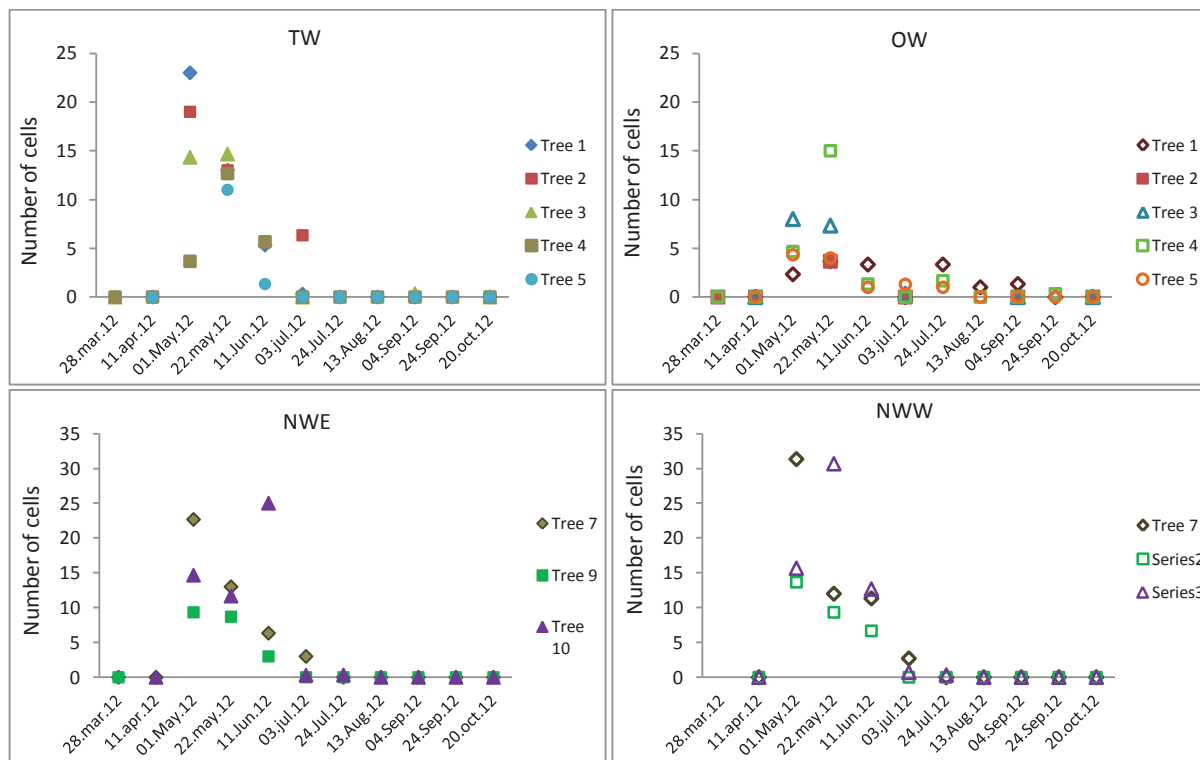 TW
25
20
15
10
5
0
Number of cells
28.mar.12
11.apr.12
01.May.12
22.may.12
11.Jun.12
03.jul.12
24.Jul.12
13.Aug.12
04.Sep.12
24.Sep.12
20.oct.12
Tree 1
Tree 2
Tree 3
Tree 4
Tree 5
OW
25
20
15
10
5
0
Number of cells
28.mar.12
11.apr.12
01.May.12
22.may.12
11.Jun.12
03.jul.12
24.Jul.12
13.Aug.12
04.Sep.12
24.Sep.12
20.oct.12
Tree 1
Tree 2
Tree 3
Tree 4
Tree 5
NWE
35
30
25
20
15
10
5
0
Number of cells
28.mar.12
11.apr.12
01.May.12
22.may.12
11.Jun.12
03.jul.12
24.Jul.12
13.Aug.12
04.Sep.12
24.Sep.12
20.oct.12
Tree 7
Tree 9
Tree
10
NWW
35
30
25
20
15
10
5
0
Number of cells
28.mar.12
11.apr.12
01.May.12
22.may.12
11.Jun.12
03.jul.12
24.Jul.12
13.Aug.12
04.Sep.12
24.Sep.12
20.oct.12
Tree 7
Series2
Series3